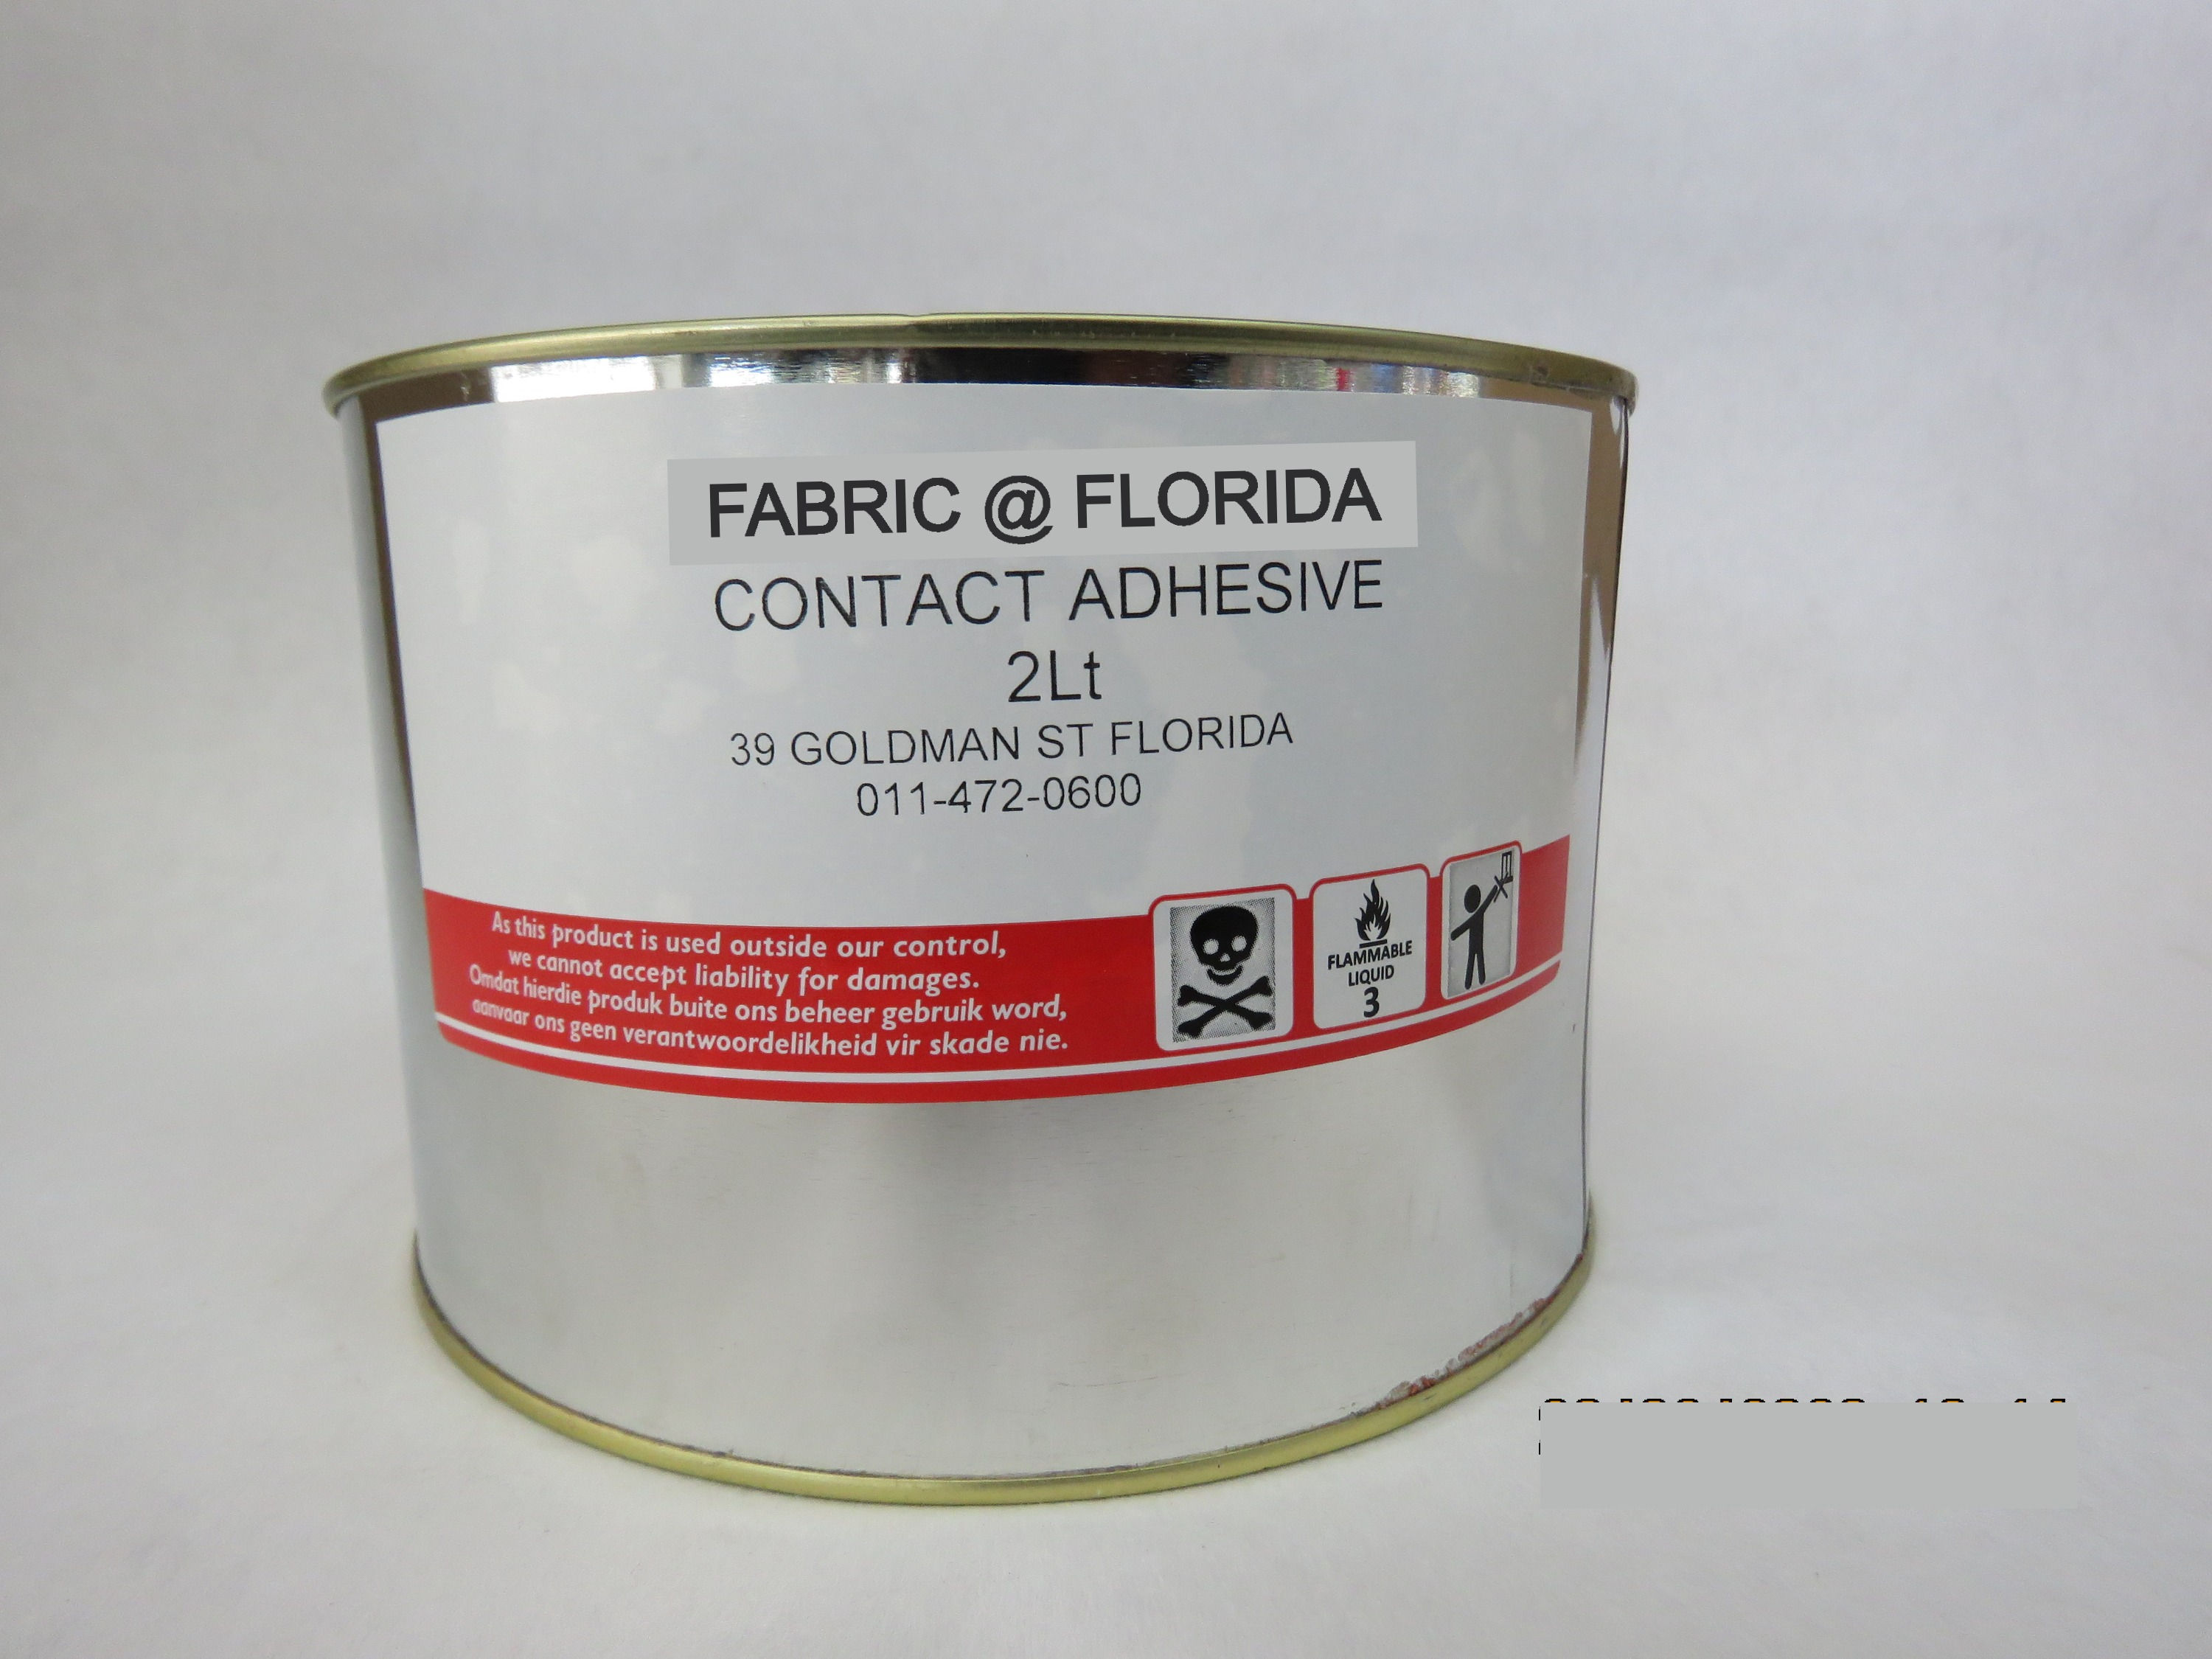 FABRIC @ FLORIDA
CONTACT ADHESIVE
2Lt
39 GOLDMAN ST FLORIDA
011-472-0600
As this product is used outside our control,
we cannot accept liability for damages.
Omdat hierdie produk buite ons beheer gebruik word,
aanvaar ons geen verantwoordelikheid vir skade nie.
FLAMMABLE
LIQUID
3